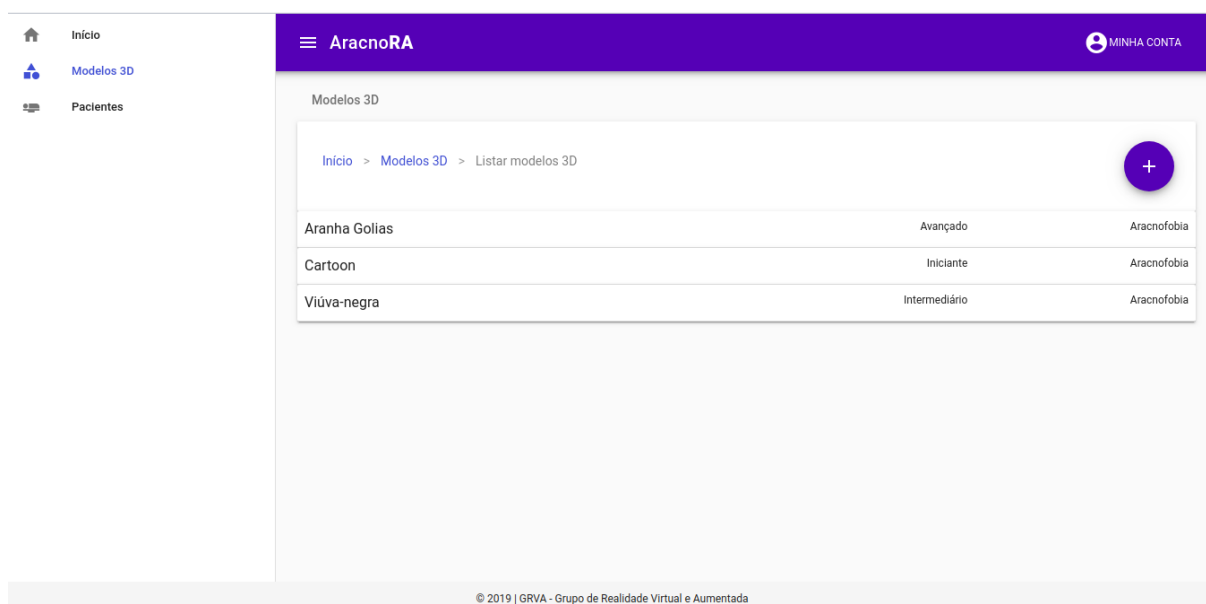 Início
Modelos 3D
Pacientes
AracnoRA
MINHA CONTA
Modelos 3D
Início > Modelos 3D > Listar modelos 3D
+
Aranha Golias Avançado Aracnofobia
Cartoon Iniciante Aracnofobia
Viúva-negra Intermediário Aracnofobia
© 2019 | GRVA - Grupo de Realidade Virtual e Aumentada